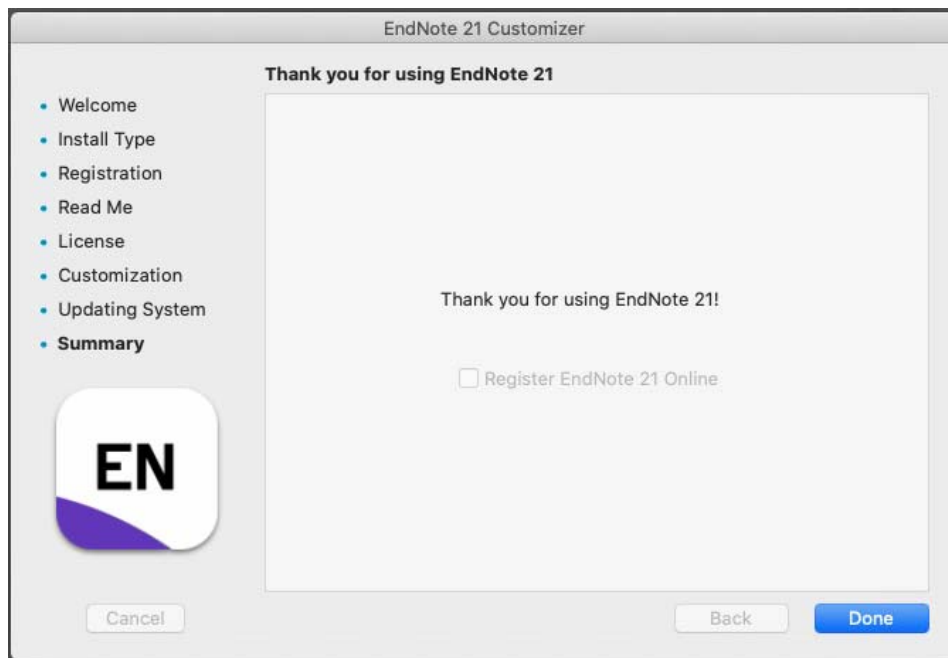 EndNote 21 Customizer
Thank you for using EndNote 21
Welcome
Install Type
Registration
Read Me
License
Customization
Updating System
Summary
Thank you for using EndNote 21!
Register EndNote 21 Online
EN
Cancel
Back
Done